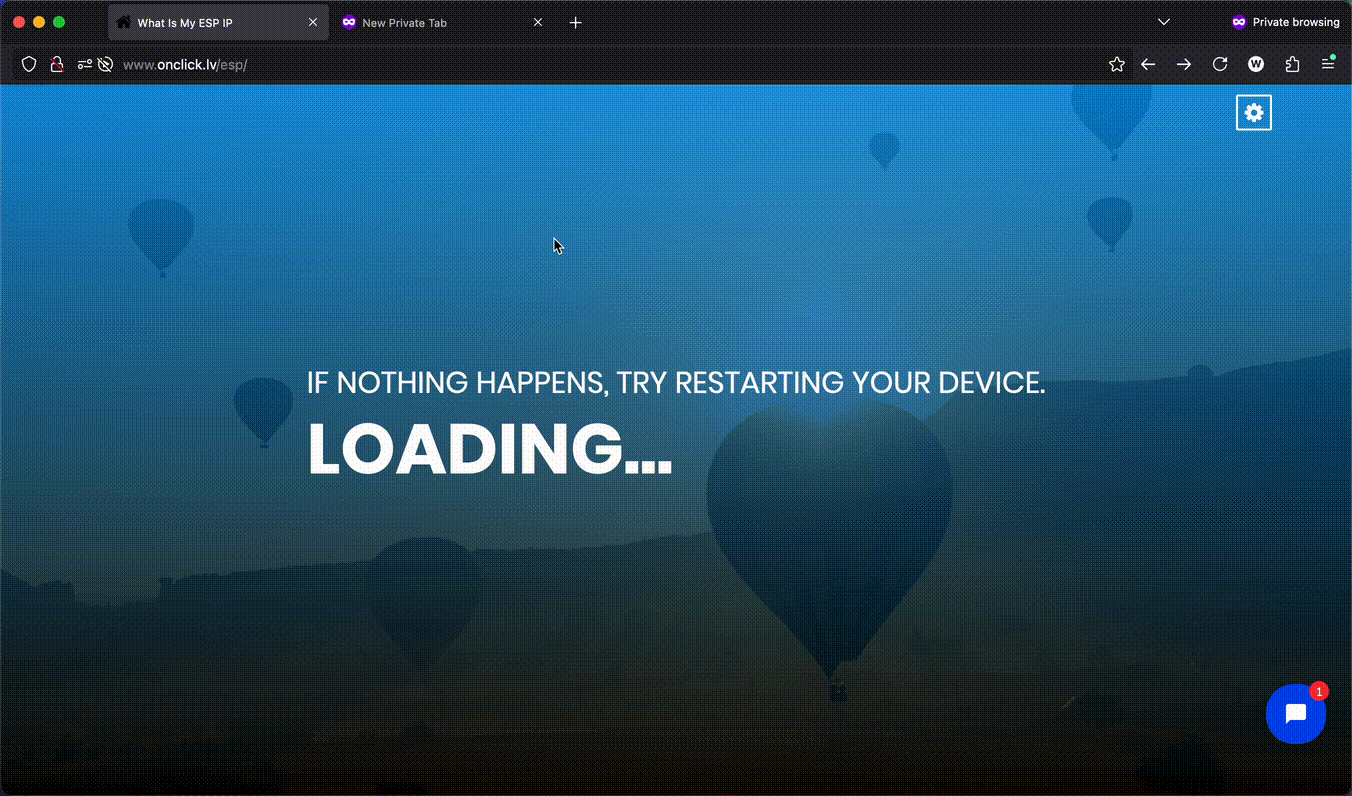 What Is My ESP IP
New Private Tab
Private browsing
www.onclick.lv/esp/
W
IF NOTHING HAPPENS, TRY RESTARTING YOUR DEVICE.
LOADING...
1